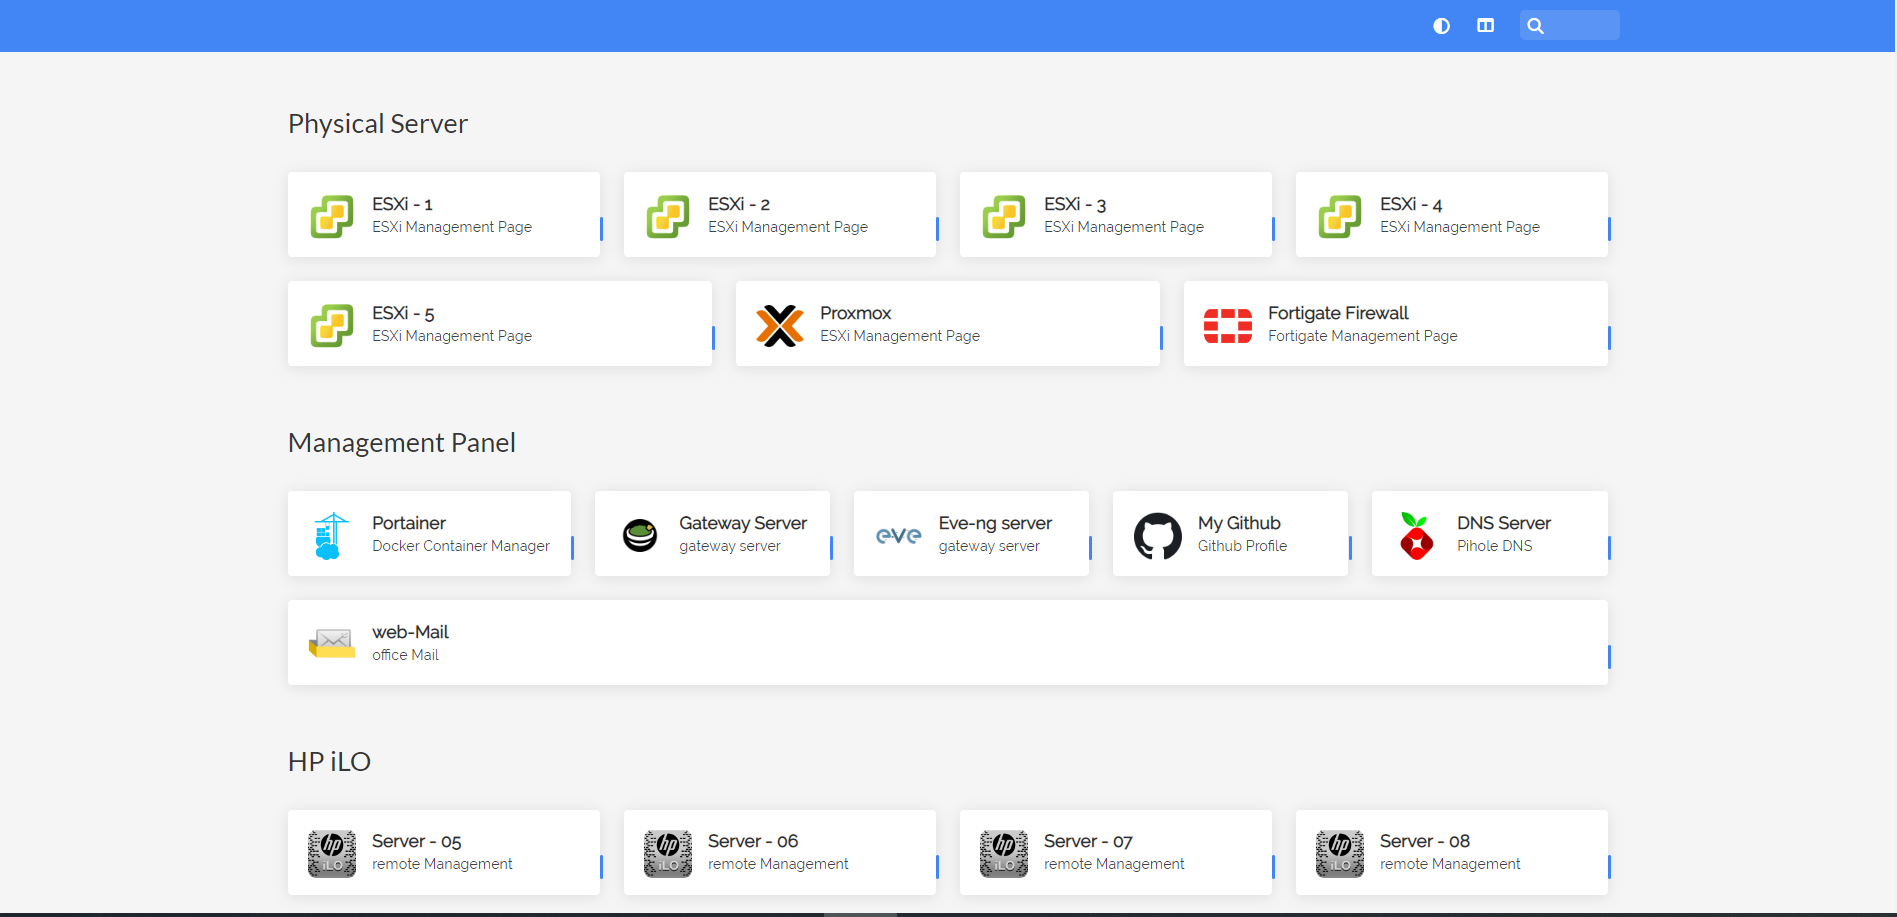 Physical Server
ESXi - 1
ESXi Management Page
ESXi - 2
ESXi Management Page
ESXi - 3
ESXi Management Page
ESXi - 4
ESXi Management Page
ESXi - 5
ESXi Management Page
Proxmox
ESXi Management Page
Fortigate Firewall
Fortigate Management Page
Management Panel
Portainer
Docker Container Manager
Gateway Server
gateway server
eve
Eve-ng server
gateway server
My Github
Github Profile
DNS Server
Pihole DNS
web-Mail
office Mail
HP iLO
hp
iLO
Server - 05
remote Management
hp
iLO
Server - 06
remote Management
hp
iLO
Server - 07
remote Management
hp
iLO
Server - 08
remote Management